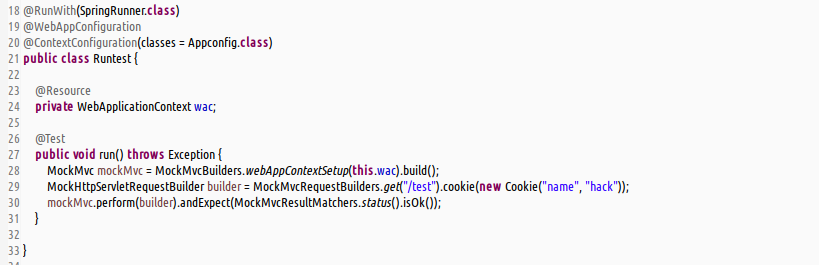 18 @RunWith(SpringRunner.class)
19 @WebAppConfiguration
20 @ContextConfiguration(classes = Appconfig.class)
21 public class Runtest {
22
23 @Resource
24 private WebApplicationContext wac;
25
26 @Test
27 public void run() throws Exception {
28 MockMvc mockMvc = MockMvcBuilders.webAppContextSetup(this.wac).build();
29 MockHttpServletRequestBuilder builder = MockMvcRequestBuilders.get("/test").cookie(new Cookie("name", "hack"));
30 mockMvc.perform(builder).andExpect(MockMvcResultMatchers.status().isOk());
31 }
32
33 }